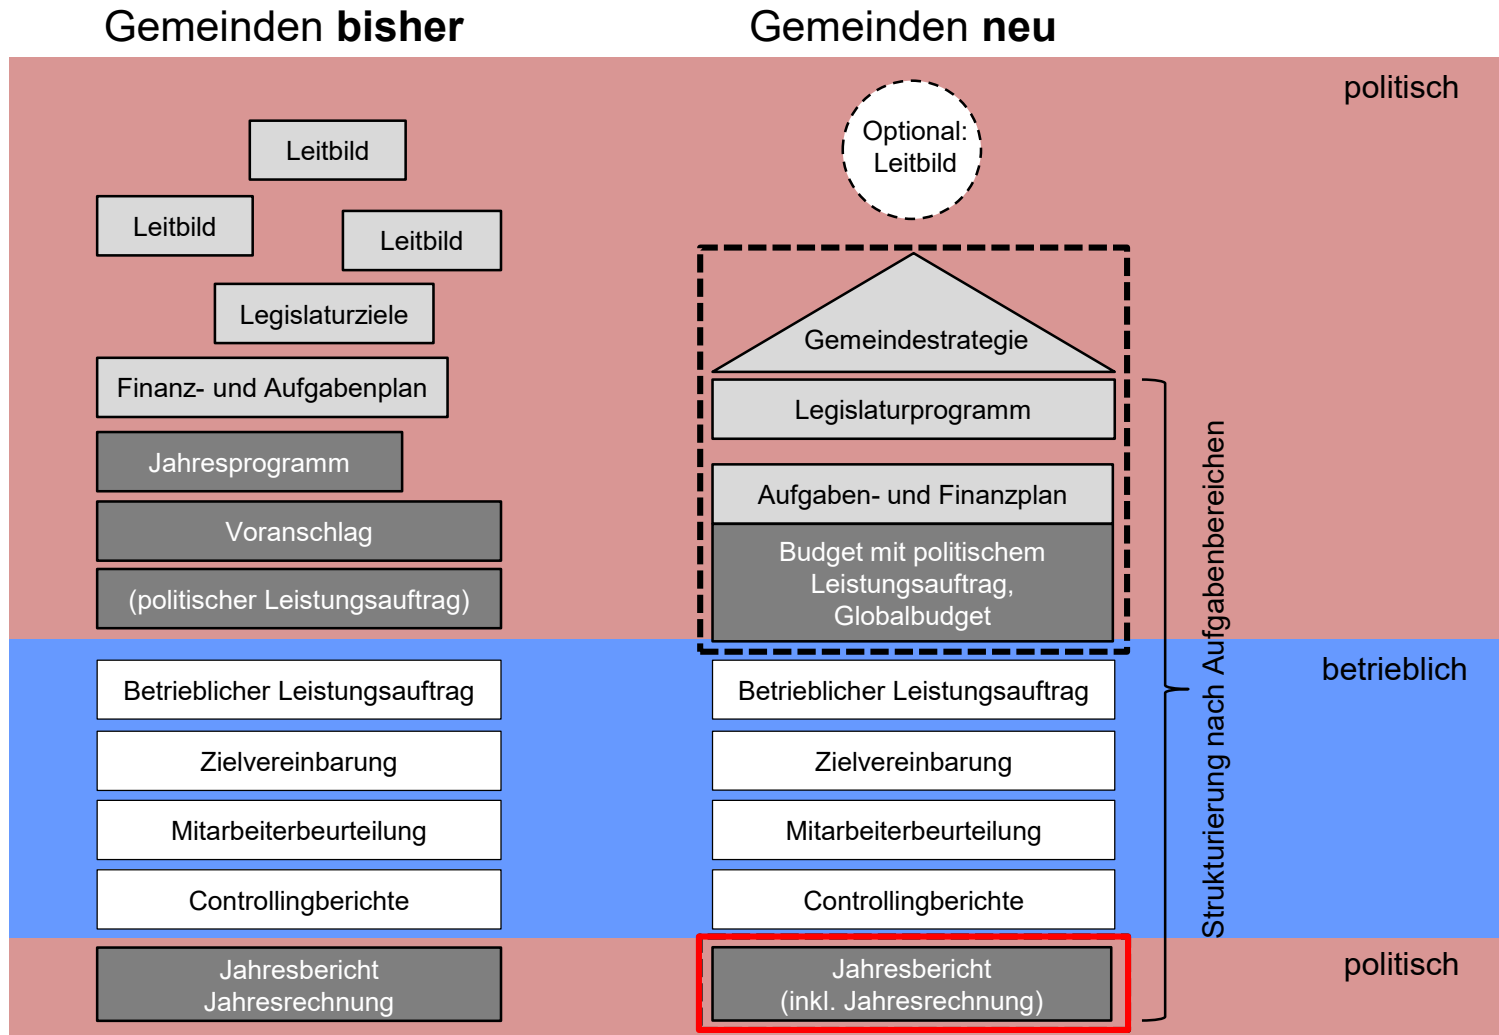 Gemeinden bisher
Leitbild
Leitbild
Leitbild
Legislaturziele
Finanz- und Aufgabenplan
Jahresprogramm
Voranschlag
(politischer Leistungsauftrag)
Betrieblicher Leistungsauftrag
Zielvereinbarung
Mitarbeiterbeurteilung
Controllingberichte
Jahresbericht
Jahresrechnung
Gemeinden neu
Optional:
Leitbild
Gemeindestrategie
Legislaturprogramm
Aufgaben- und Finanzplan
Budget mit politischem
Leistungsauftrag,
Globalbudget
Betrieblicher Leistungsauftrag
Zielvereinbarung
Mitarbeiterbeurteilung
Controllingberichte
Jahresbericht
(inkl. Jahresrechnung)
Strukturierung nach Aufgabenbereichen
politisch
betrieblich
politisch